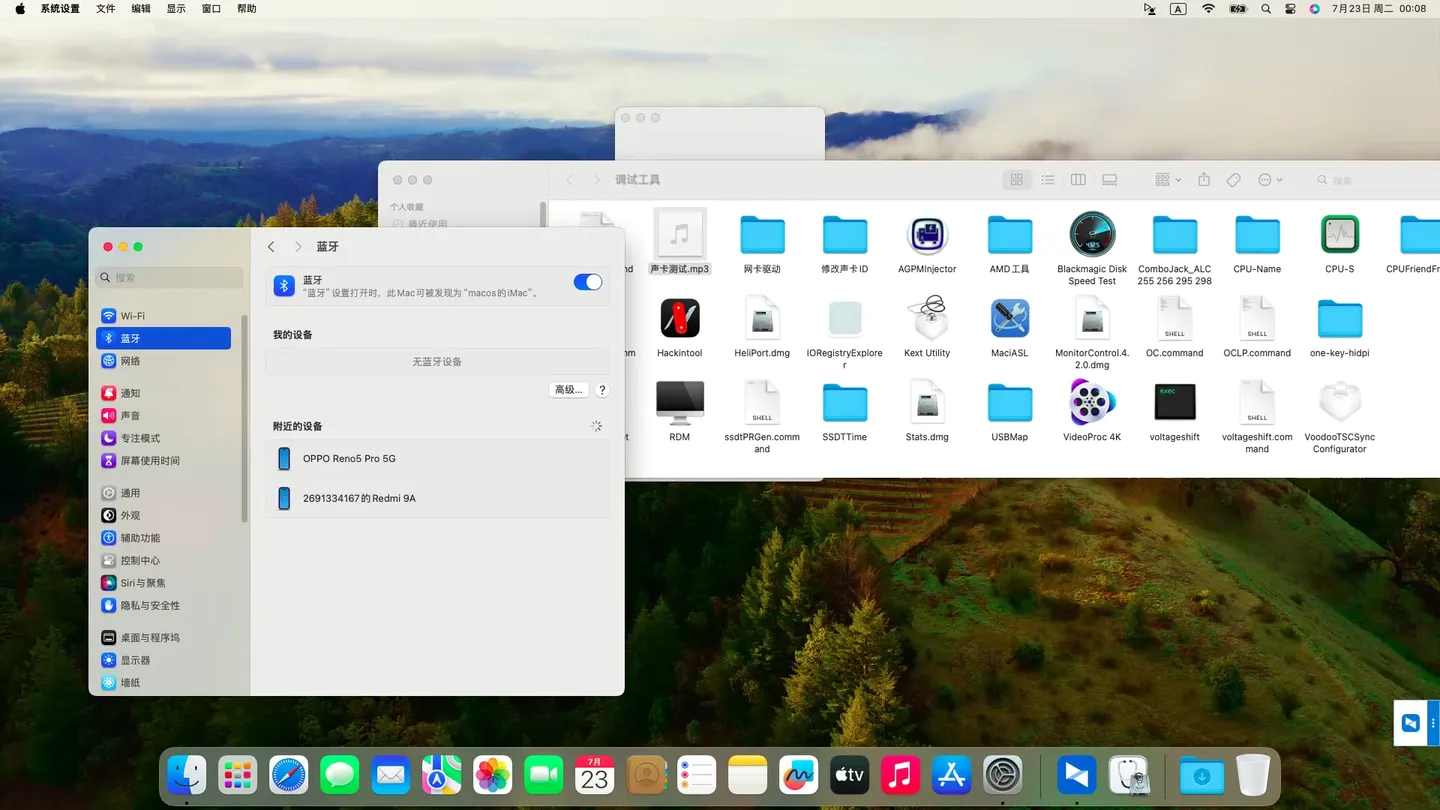 系统设置 文件 编辑 显示 窗口 帮助
A 7月23日 周二 00:08
调试工具
搜索
个人收藏
最近使用
nd 声卡测试.mp3 网卡驱动 修改声卡ID AGPMInjector AMD工具 Blackmagic Disk ComboJack_ALC CPU-Name CPU-S CPUFriendFr
Speed Test 255 256 295 298
mm Hackintool HeliPort.dmg IORegistryExplore Kext Utility MaciASL MonitorControl.4. OC.command OCLP.command one-key-hidpi
r 2.0.dmg
SHELL SHELL
et RDM ssdtPRGen.comm SSDTTime Stats.dmg USBMap VideoProc 4K voltageshift voltageshift.com VoodooTSCSync
and mand Configurator
SHELL exec SHELL
搜索
Wi-Fi
蓝牙
网络
通知
声音
专注模式
屏幕使用时间
通用
外观
辅助功能
控制中心
Siri与聚焦
隐私与安全性
桌面与程序坞
显示器
墙纸
蓝牙
蓝牙
“蓝牙”设置打开时，此Mac可被发现为“macos的iMac”。
我的设备
无蓝牙设备
高级... ?
附近的设备
OPPO Reno5 Pro 5G
2691334167的Redmi 9A
7月
23
tv